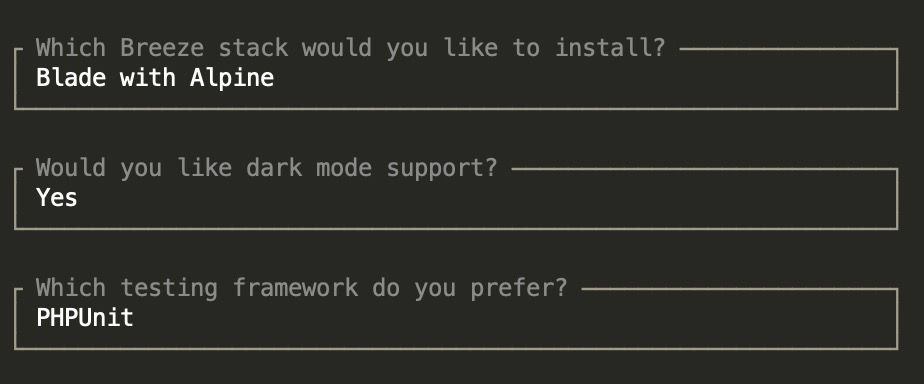 Which Breeze stack would you like to install?
Blade with Alpine
Would you like dark mode support?
Yes
Which testing framework do you prefer?
PHPUnit